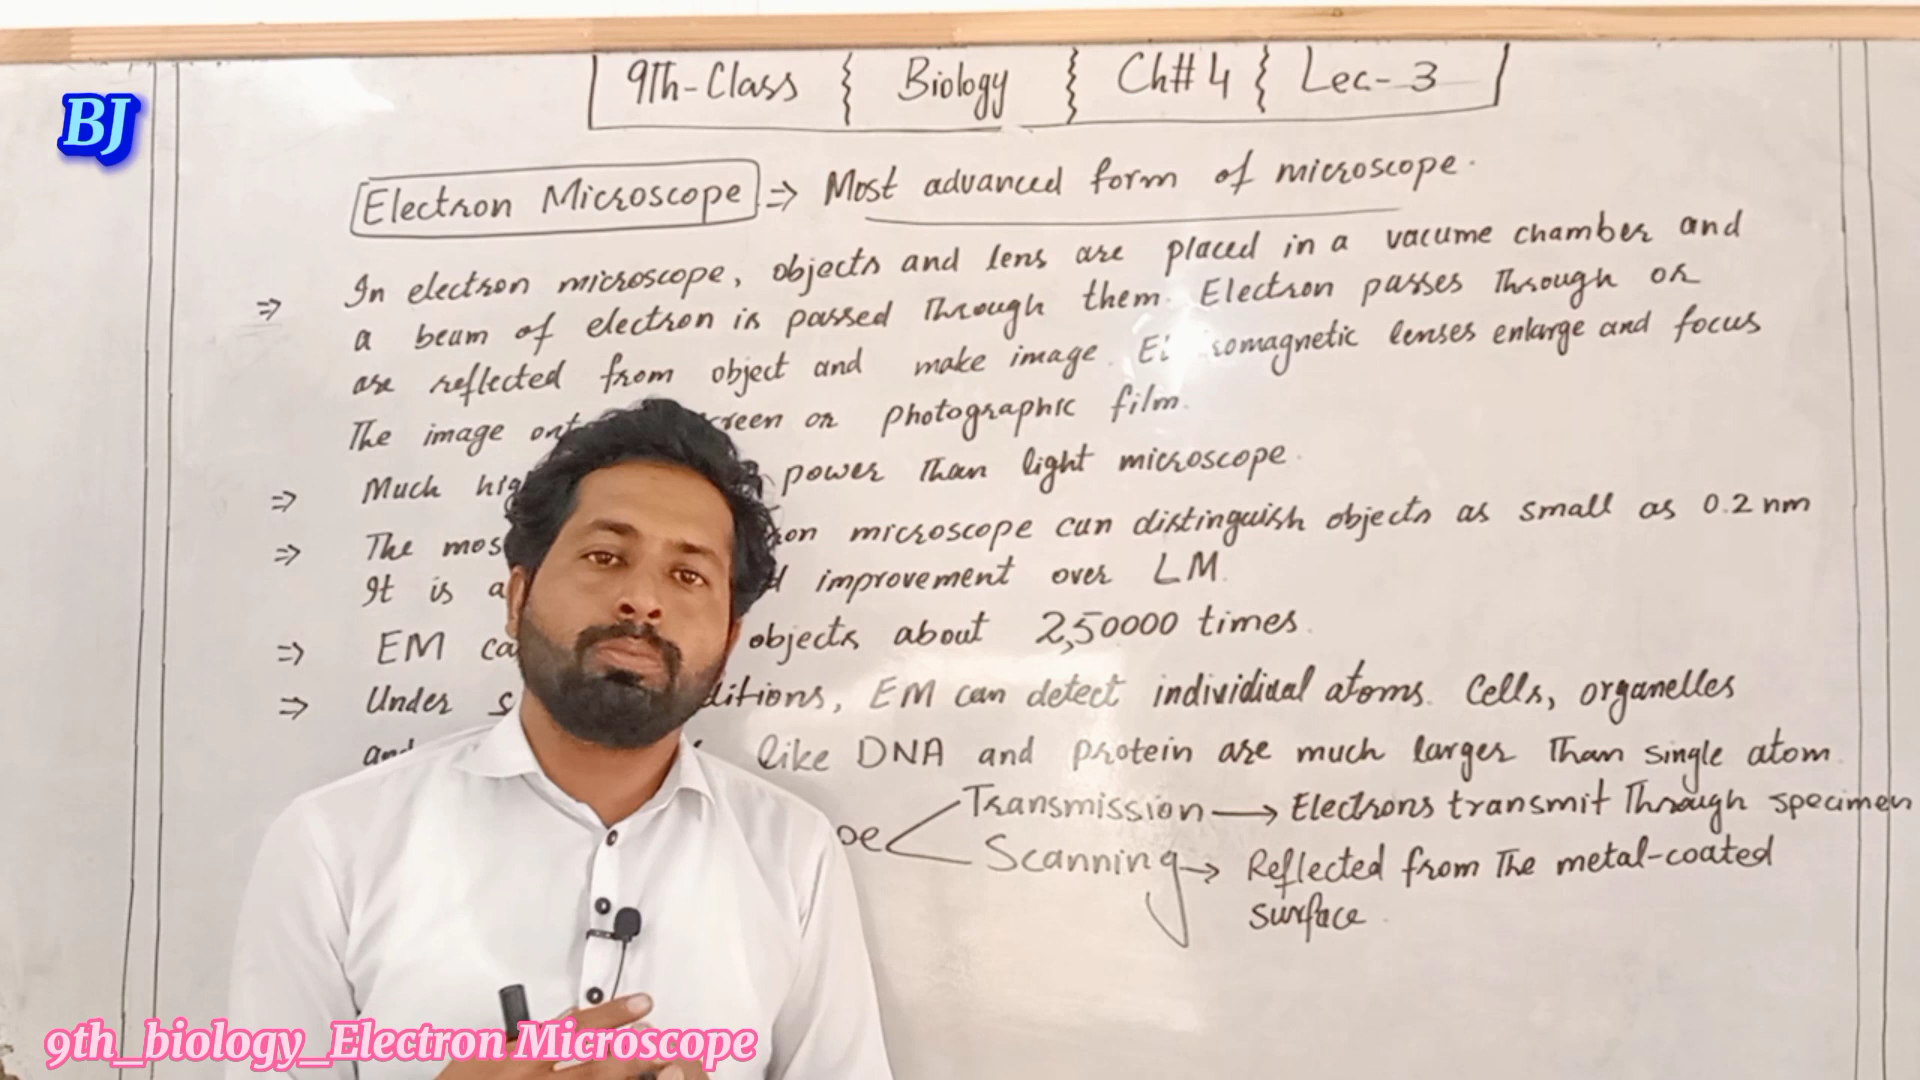 9Th-Class Biology Ch#4 Lec-3
BJ
Electron Microscope ⇒ Most advanced form of microscope.
⇒ In electron microscope, objects and lens are placed in a vacume chamber and
a beam of electron is passed Through them. Electron passes Through or
are reflected from object and make image. El romagnetic lenses enlarge and focus
The image ont reen or photographic film.
⇒ Much hig power Than light microscope.
⇒ The mos on microscope can distinguish objects as small as 0.2 nm
It is a d improvement over LM.
⇒ EM ca objects about 2,50000 times.
⇒ Under s ditions, EM can detect individidual atoms. Cells, organelles
and like DNA and protein are much larger Than single atom.
pe Transmission → Electrons transmit Through specimen
Scanning → Reflected from The metal-coated
surface.
9th_biology_Electron Microscope